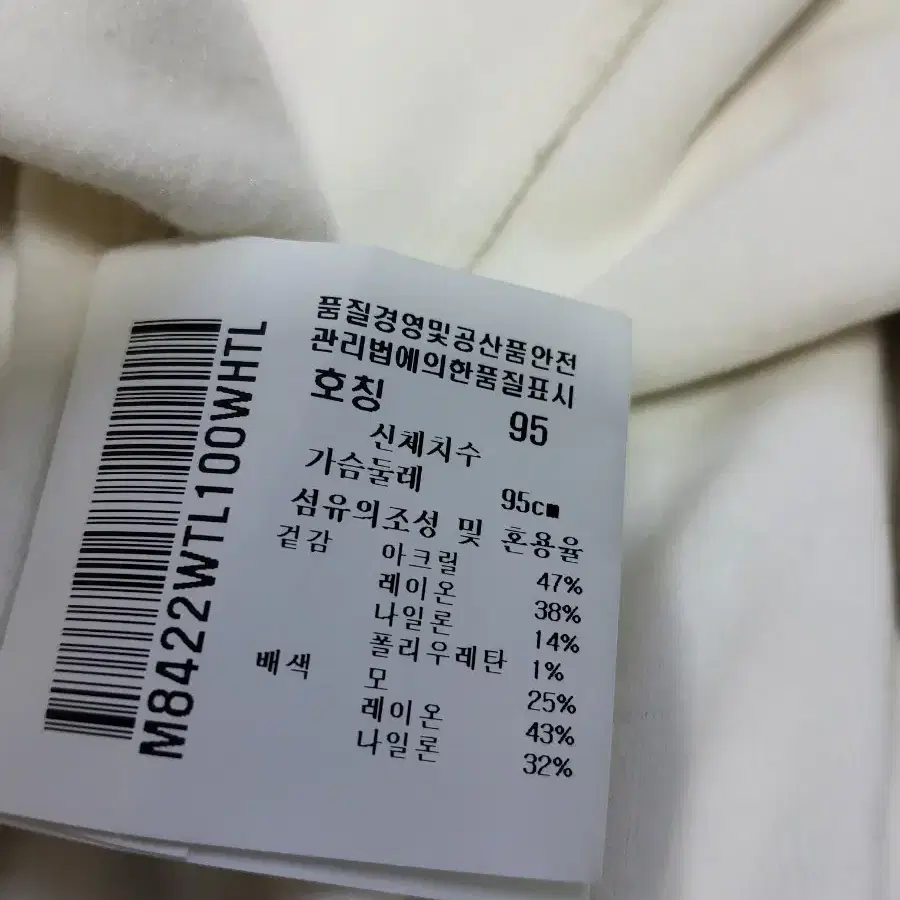 품질경영및공산품안전
관리법에의한품질표시
호칭 95
신체치수
가슴둘레 95cm
섬유의조성 및 혼용율
겉감 아크릴 47%
레이온 38%
나일론 14%
폴리우레탄 1%
배색 모 25%
레이온 43%
나일론 32%
M8422WTL100WHTL